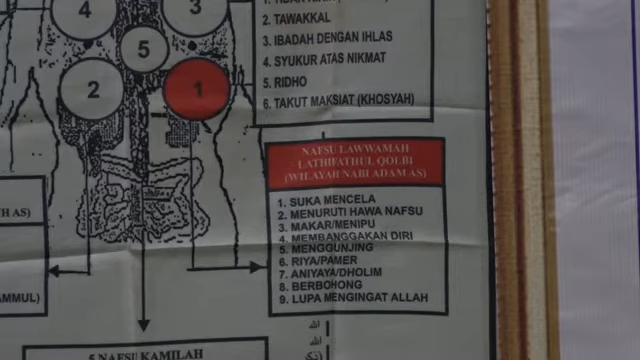 4
3
5
2
1
2. TAWAKKAL
3. IBADAH DENGAN IHLAS
4. SYUKUR ATAS NIKMAT
5. RIDHO
6. TAKUT MAKSIAT (KHOSYAH)
NAFSU LAWWAMAH
LATHIFATHUL QOLBI
(WILAYAH NABI ADAM AS)
1. SUKA MENCELA
2. MENURUTI HAWA NAFSU
3. MAKAR/MENIPU
4. MEMBANGGAKAN DIRI
5. MENGGUNJING
6. RIYA/PAMER
7. ANIYAYA/DHOLIM
8. BERBOHONG
9. LUPA MENGINGAT ALLAH
H AS)
AMMUL)
5 NAFSU KAMILAH
الله
الله